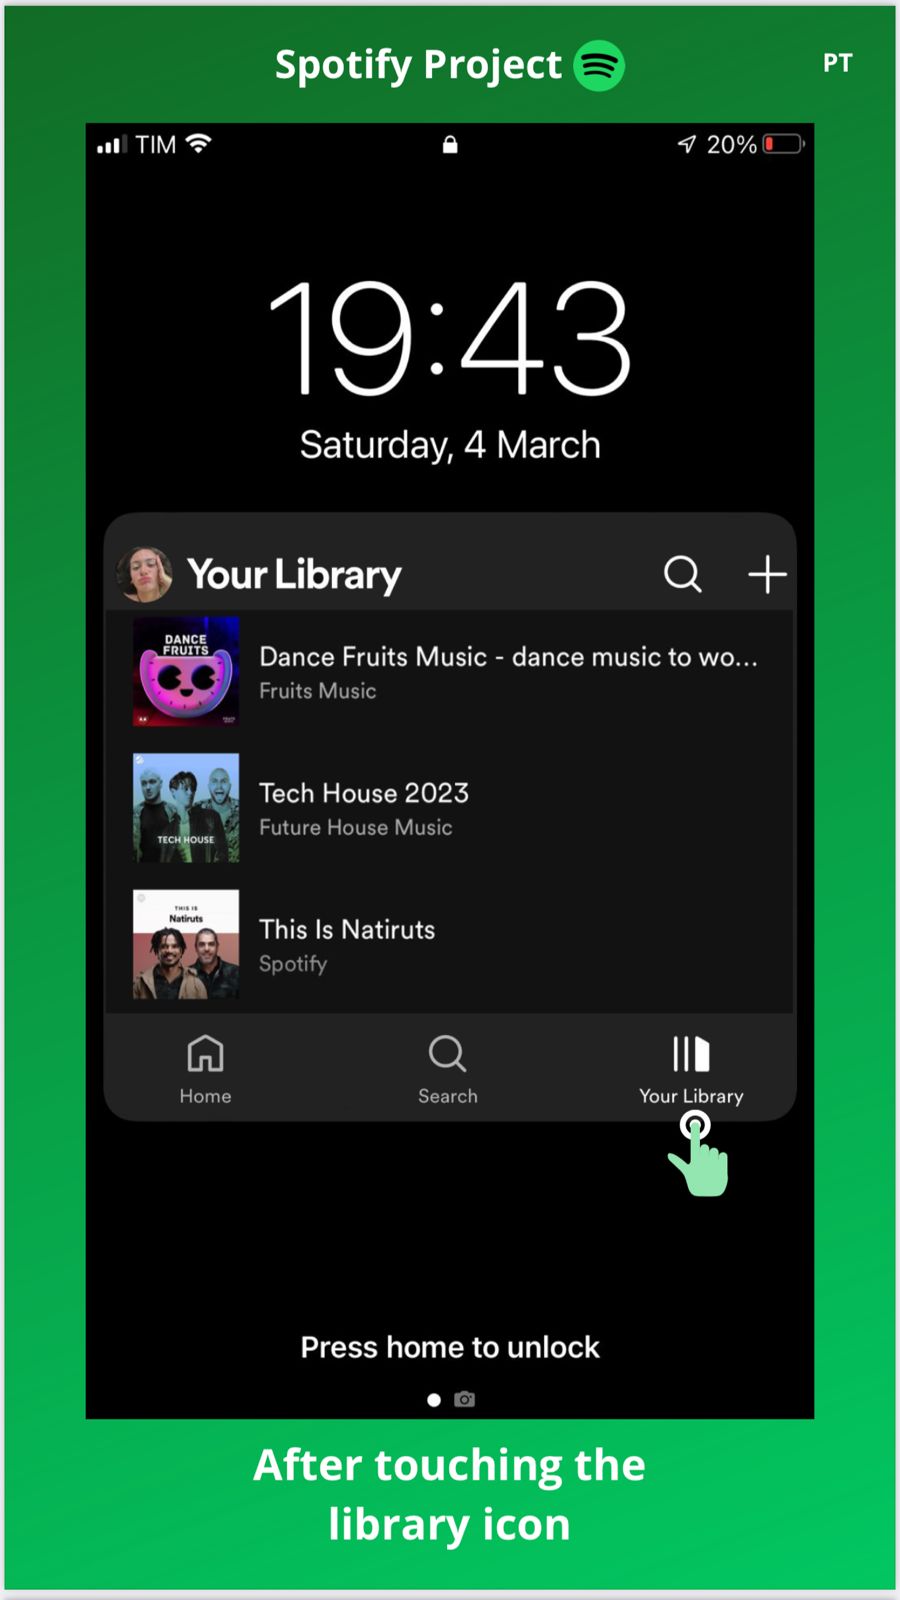 Spotify Project
PT
TIM
20%
19:43
Saturday, 4 March
Your Library
DANCE
FRUITS
Dance Fruits Music - dance music to wo...
Fruits Music
TECH HOUSE
Tech House 2023
Future House Music
THIS IS
Natiruts
This Is Natiruts
Spotify
Home
Search
Your Library
Press home to unlock
After touching the
library icon